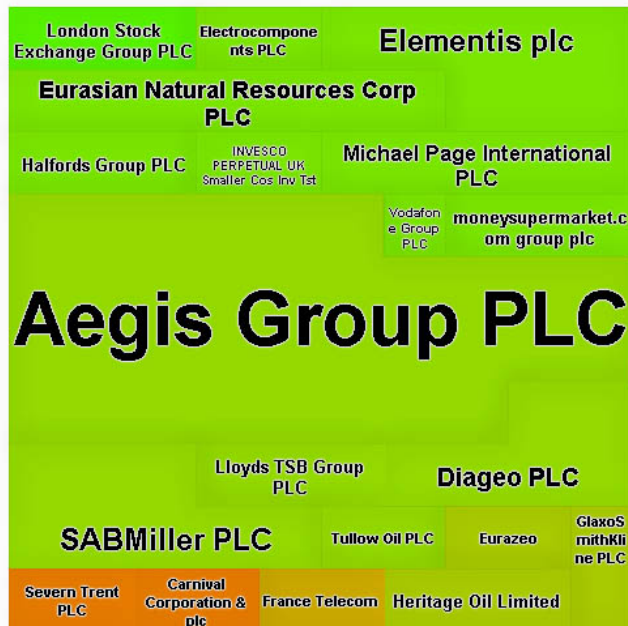 London Stock
Exchange Group PLC
Electrocompone
nts PLC
Elementis plc
Eurasian Natural Resources Corp
PLC
Halfords Group PLC
INVESCO
PERPETUAL UK
Smaller Cos Inv Tst
Michael Page International
PLC
Vodafon
e Group
PLC
moneysupermarket.c
om group plc
Aegis Group PLC
Lloyds TSB Group
PLC
Diageo PLC
SABMiller PLC
Tullow Oil PLC
Eurazeo
GlaxoS
mithKli
ne PLC
Severn Trent
PLC
Carnival
Corporation &
plc
France Telecom
Heritage Oil Limited